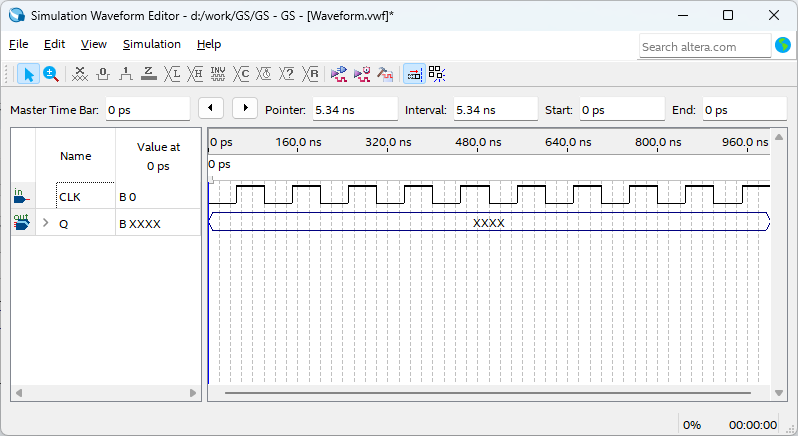 Simulation Waveform Editor - d:/work/GS/GS - GS - [Waveform.vwf]*
File Edit View Simulation Help
Search altera.com
Master Time Bar: 0 ps Pointer: 5.34 ns Interval: 5.34 ns Start: 0 ps End: 0 ps
Name
Value at
0 ps
0 ps 160.0 ns 320.0 ns 480.0 ns 640.0 ns 800.0 ns 960.0 ns
0 ps
in CLK B 0
out Q B XXXX XXXX
0% 00:00:00